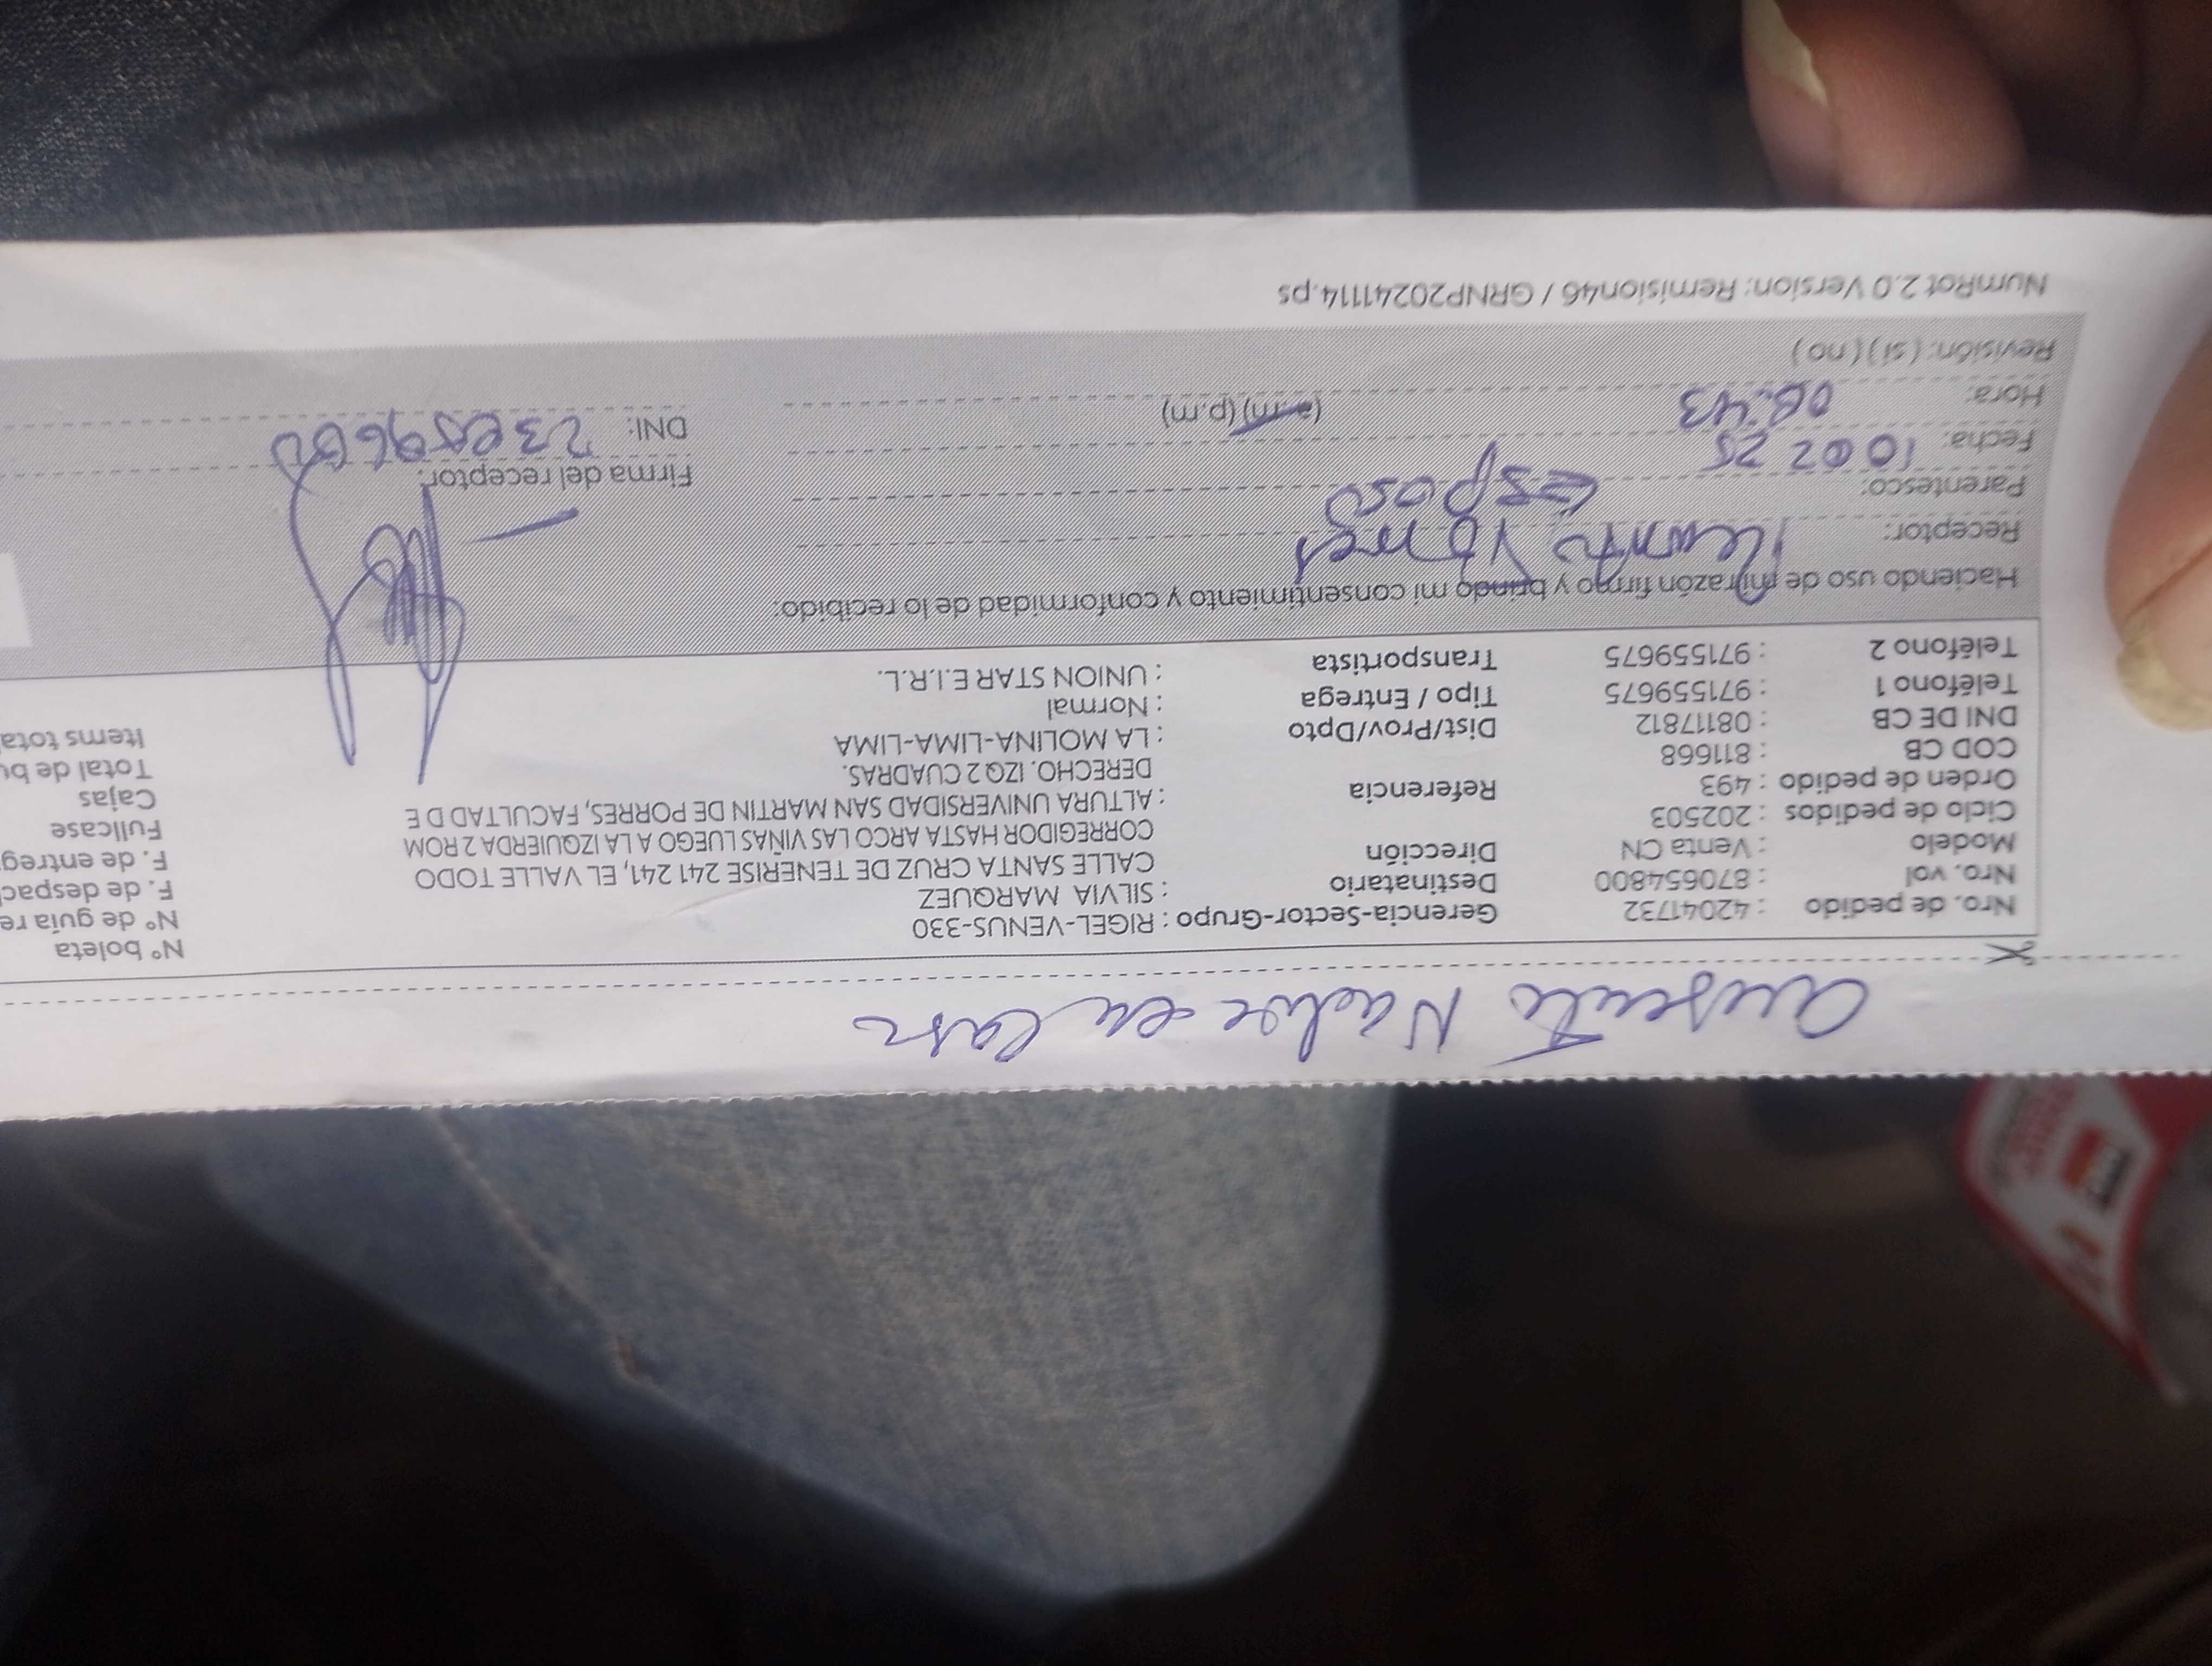 ausente Nadie en casa
Nro. de pedido : 42041732
Nro. vol : 870654800
Modelo : Venta CN
Ciclo de pedidos : 202503
Orden de pedido : 493
COD CB : 811668
DNI DE CB : 08117812
Teléfono 1 : 971559675
Teléfono 2 : 971559675
Gerencia-Sector-Grupo : RIGEL-VENUS-330
Destinatario : SILVIA MARQUEZ
Dirección CALLE SANTA CRUZ DE TENERISE 241 241, EL VALLE TODO
CORREGIDOR HASTA ARCO LAS VIÑAS LUEGO A LA IZQUIERDA 2 ROM
Referencia : ALTURA UNIVERSIDAD SAN MARTIN DE PORRES, FACULTAD D E
DERECHO. IZQ 2 CUADRAS.
Dist/Prov/Dpto : LA MOLINA-LIMA-LIMA
Tipo / Entrega : Normal
Transportista : UNION STAR E.I.R.L.
N° boleta
N° de guía re
F. de despac
F. de entreg
Fullcase
Cajas
Total de bu
Items tota
Haciendo uso de mi razón firmo y brindo mi consentimiento y conformidad de lo recibido:
Receptor: Torres
Parentesco: Esposo
Fecha: 10 02 25
Hora: 06:43 (a.m) (p.m)
Revisión: ( si ) ( no )
Firma del receptor:
DNI:
NumRot 2.0 Version: Remision46 / GRNP20241114.ps